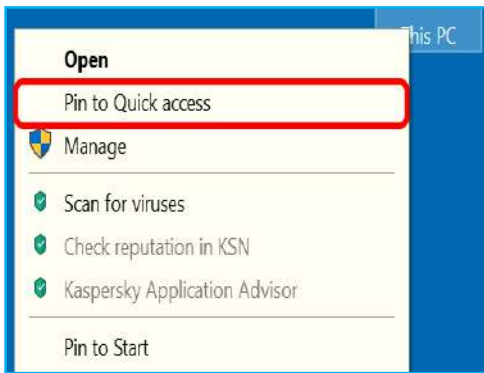 This PC
Open
Pin to Quick access
Manage
Scan for viruses
Check reputation in KSN
Kaspersky Application Advisor
Pin to Start